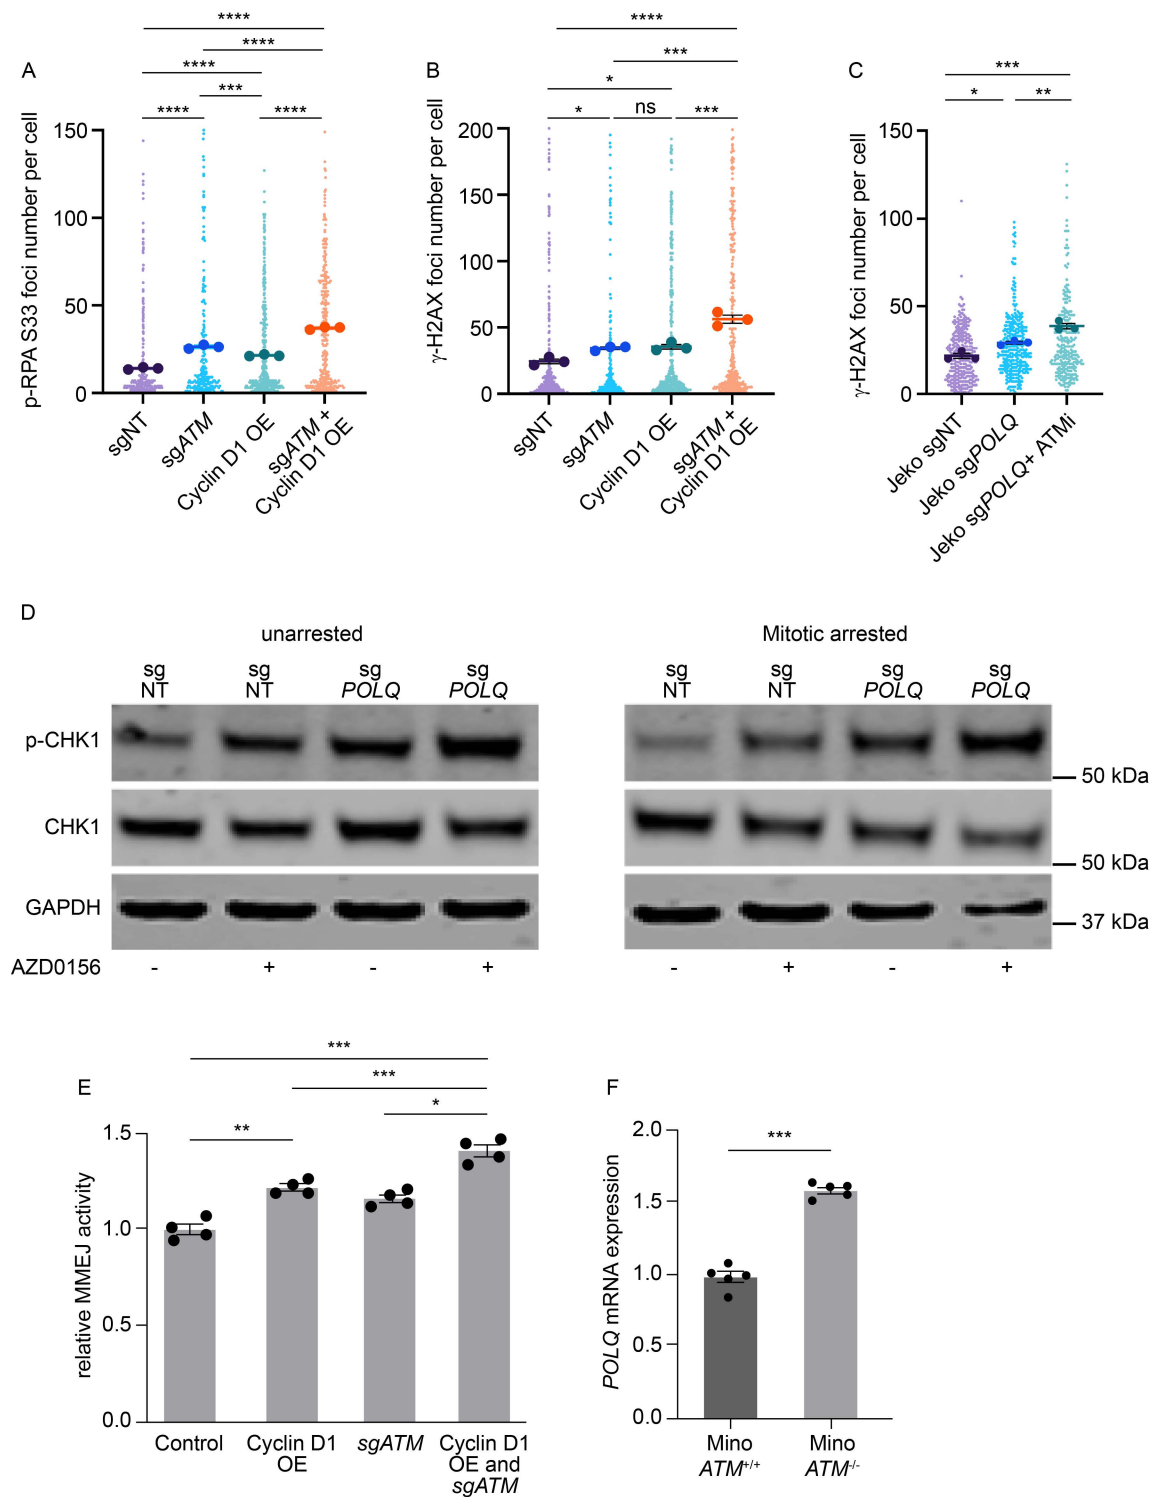 A
****
****
****
***
****
****
p-RPA S33 foci number per cell
150
100
50
0
sgNT
sgATM
Cyclin D1 OE
sgATM +
Cyclin D1 OE
B
****
***
*
*
ns
***
γ-H2AX foci number per cell
200
150
100
50
0
sgNT
sgATM
Cyclin D1 OE
sgATM +
Cyclin D1 OE
C
***
*
**
γ-H2AX foci number per cell
150
100
50
0
Jeko sgNT
Jeko sgPOLQ
Jeko sgPOLQ+ ATMi
D
unarrested
sg NT
sg NT
sg POLQ
sg POLQ
Mitotic arrested
sg NT
sg NT
sg POLQ
sg POLQ
p-CHK1
50 kDa
CHK1
50 kDa
GAPDH
37 kDa
AZD0156
- + - +
- + - +
E
***
***
*
**
relative MMEJ activity
1.5
1.0
0.5
0.0
Control
Cyclin D1
OE
sgATM
Cyclin D1
OE and
sgATM
F
***
POLQ mRNA expression
2.0
1.5
1.0
0.5
0.0
Mino
ATM+/+
Mino
ATM-/-